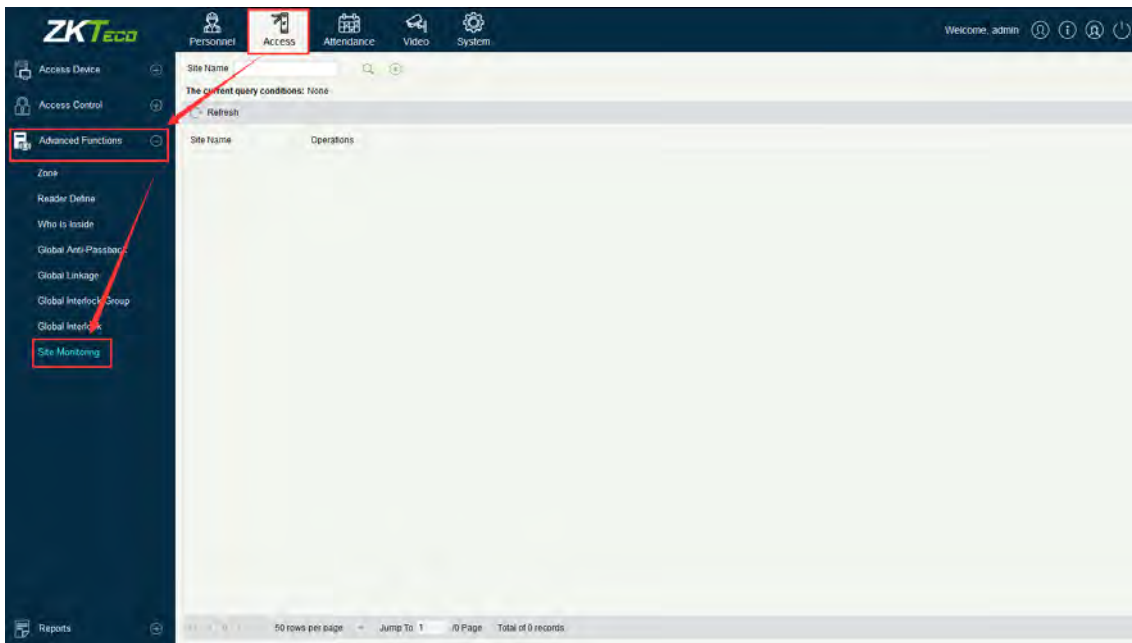 ZKTeco
Personnel Access Attendance Video System
Welcome, admin
Access Device
Access Control
Advanced Functions
Zone
Reader Define
Who Is Inside
Global Anti-Passback
Global Linkage
Global Interlock Group
Global Interlock
Site Monitoring
Reports
Site Name
The current query conditions: None
Refresh
Site Name Operations
50 rows per page Jump To 1 /0 Page Total of 0 records